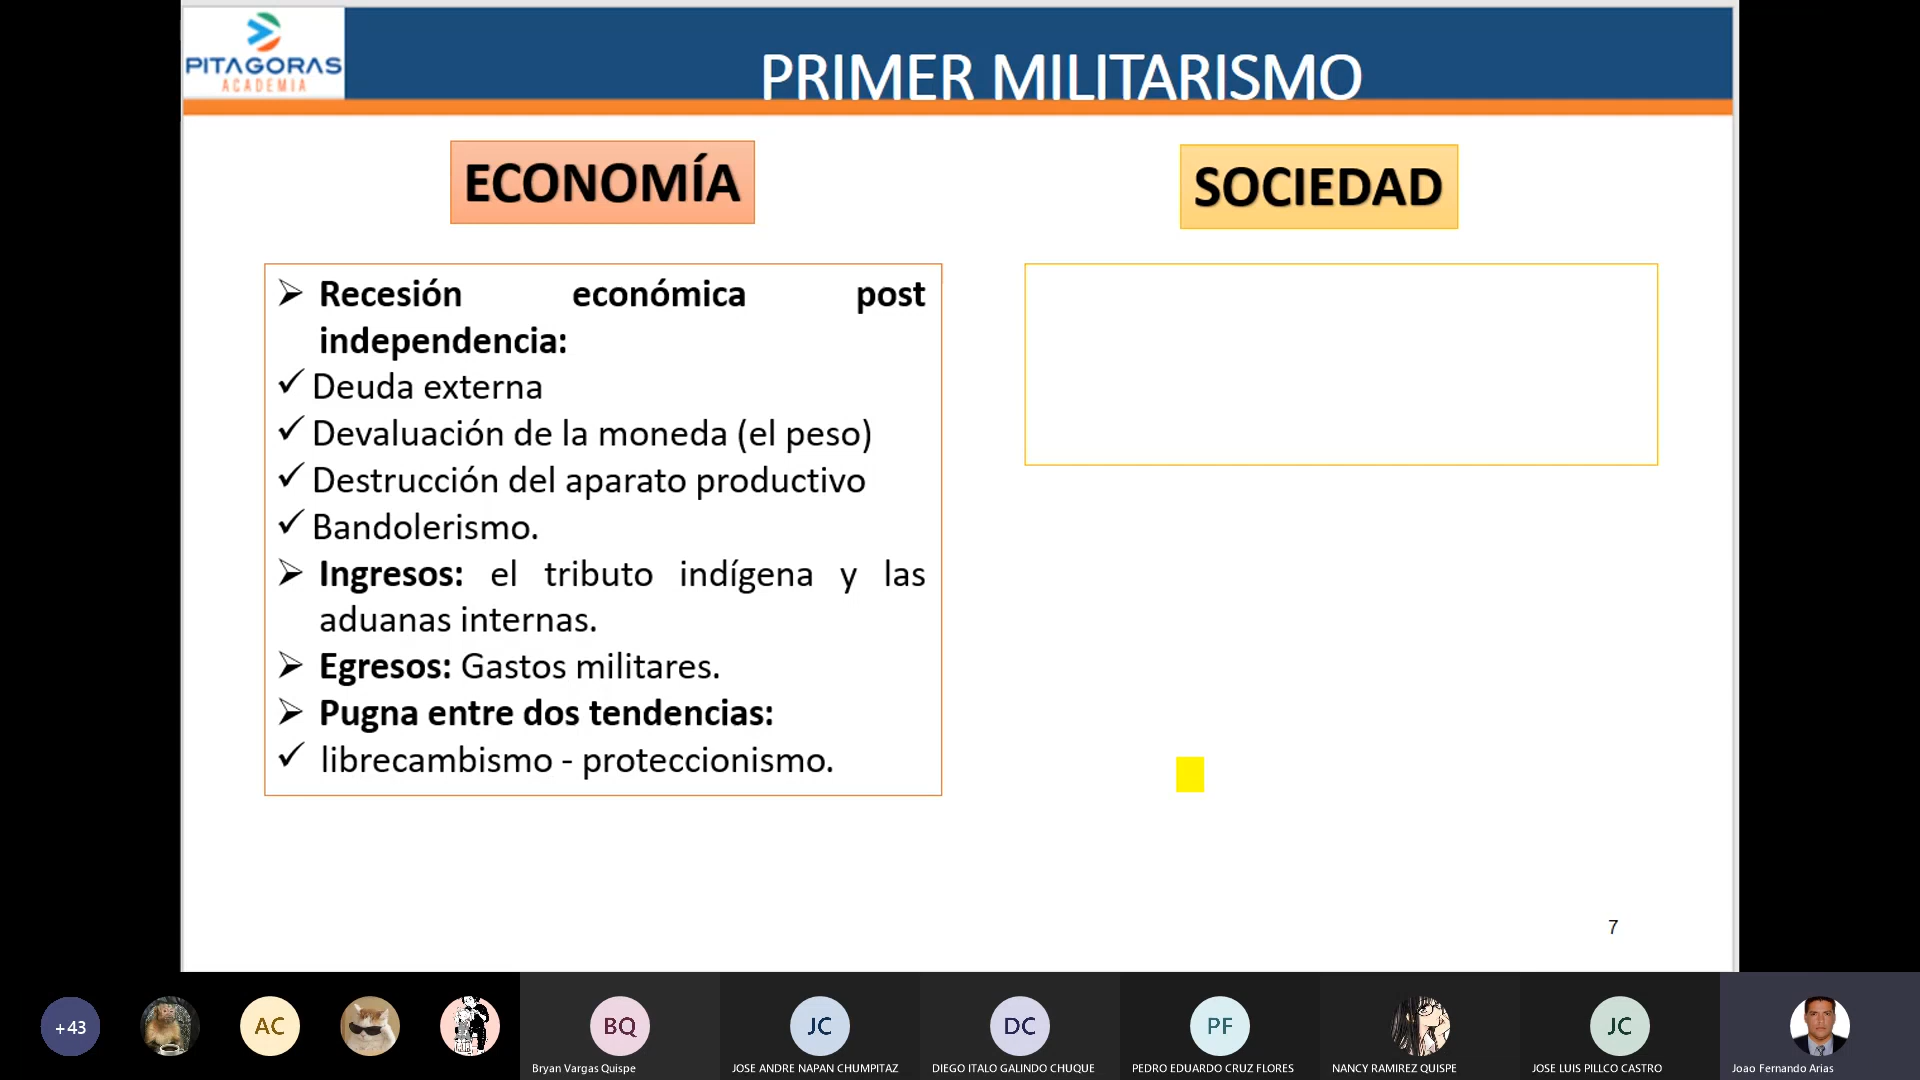 PITAGORAS
ACADEMIA
PRIMER MILITARISMO
ECONOMÍA
Recesión económica post
independencia:
Deuda externa
Devaluación de la moneda (el peso)
Destrucción del aparato productivo
Bandolerismo.
Ingresos: el tributo indígena y las
aduanas internas.
Egresos: Gastos militares.
Pugna entre dos tendencias:
librecambismo - proteccionismo.
SOCIEDAD
7
+43
AC
BQ
Bryan Vargas Quispe
JC
JOSE ANDRE NAPAN CHUMPITAZ
DC
DIEGO ITALO GALINDO CHUQUE
PF
PEDRO EDUARDO CRUZ FLORES
NANCY RAMIREZ QUISPE
JC
JOSE LUIS PILLCO CASTRO
Joao Fernando Arias